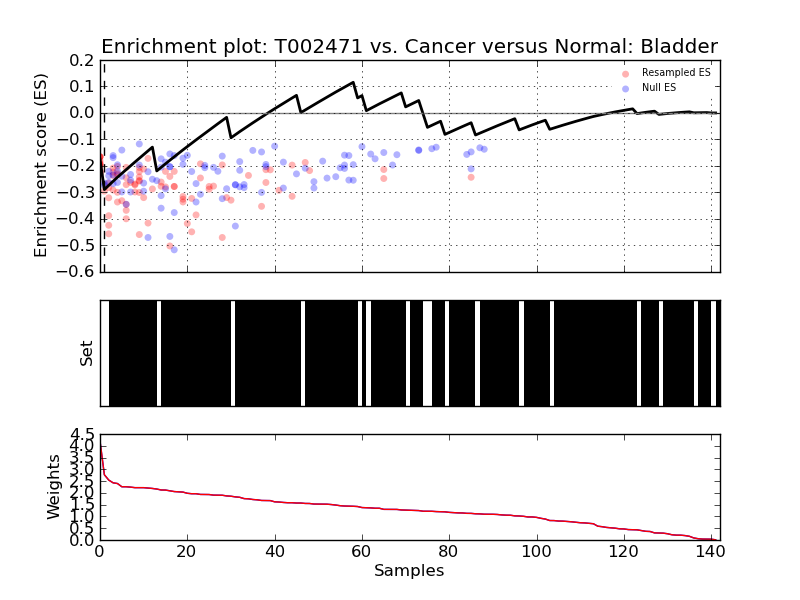 Enrichment plot: T002471 vs. Cancer versus Normal: Bladder
0.2
0.1
0.0
−0.1
−0.2
−0.3
−0.4
−0.5
−0.6
Enrichment score (ES)
Resampled ES
Null ES
Set
4.5
4.0
3.5
3.0
2.5
2.0
1.5
1.0
0.5
0.0
Weights
0 20 40 60 80 100 120 140
Samples